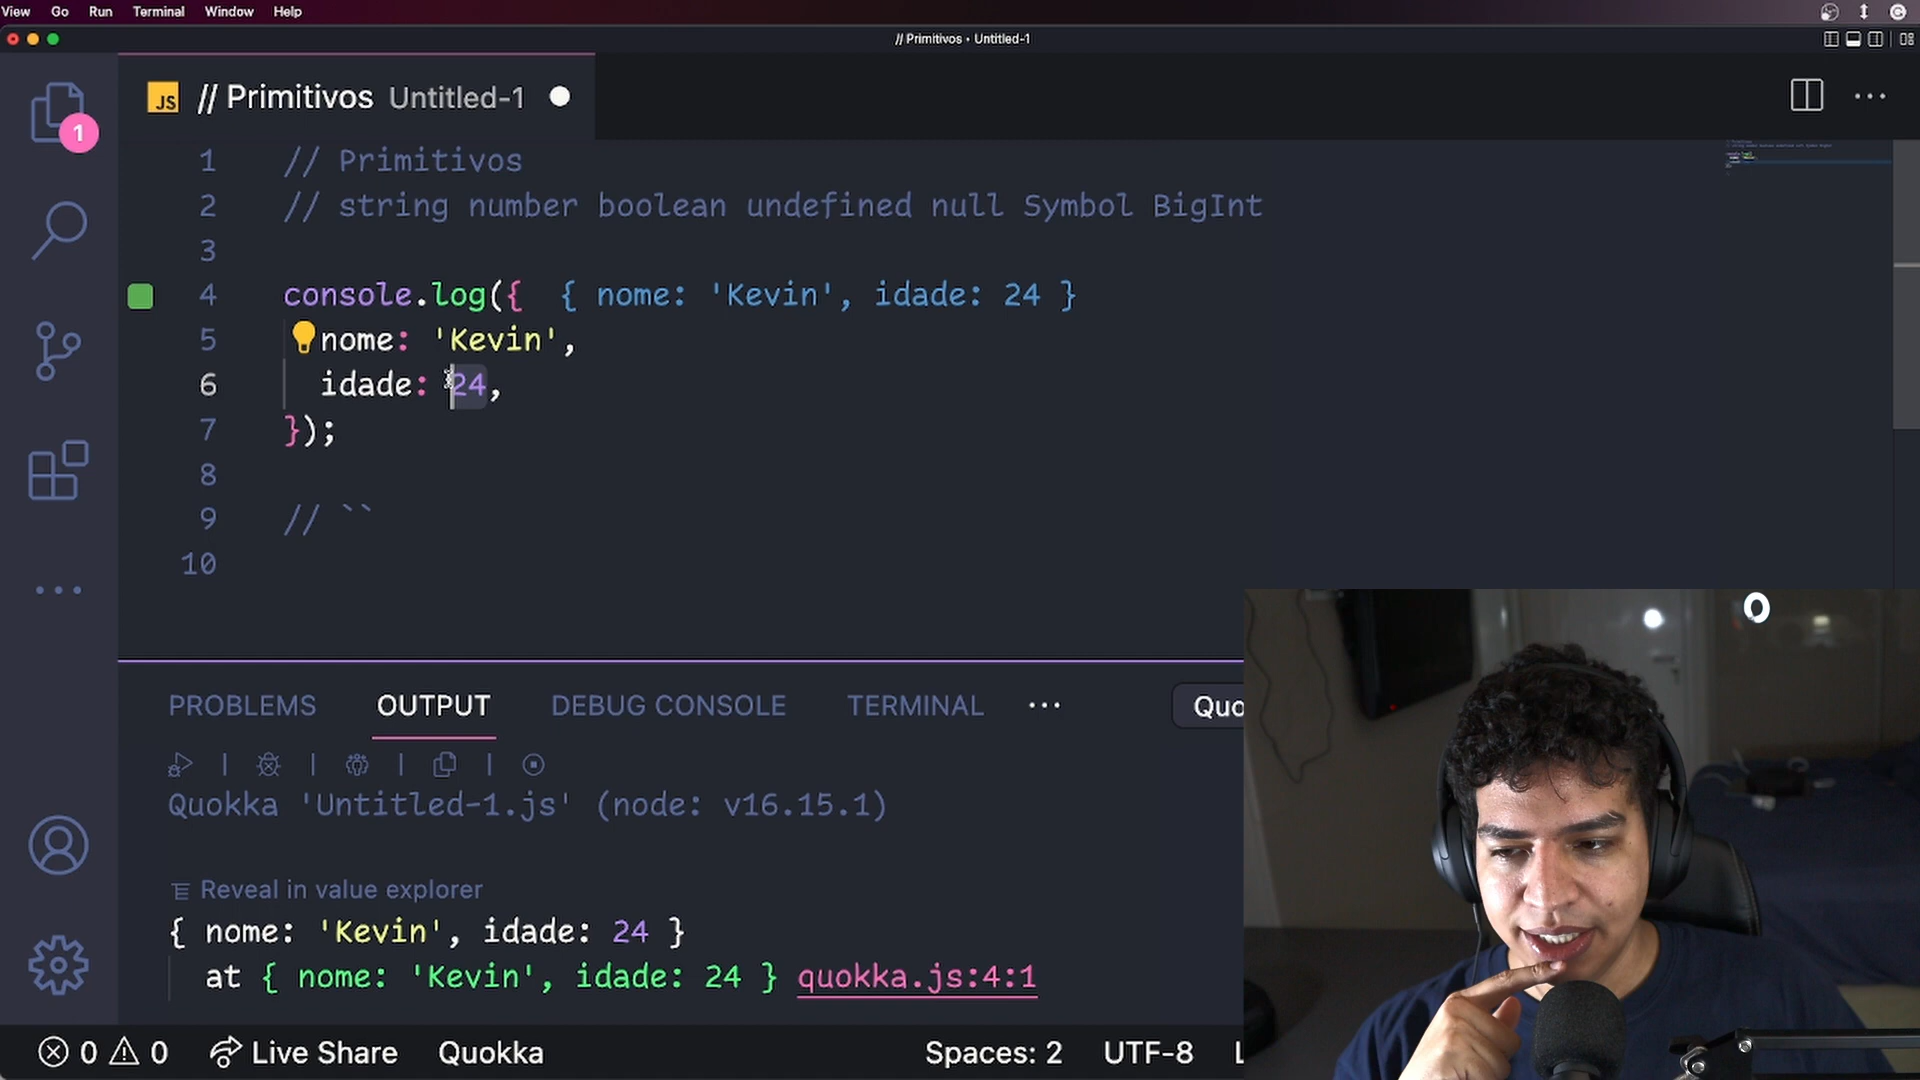 View Go Run Terminal Window Help
// Primitivos • Untitled-1
JS // Primitivos Untitled-1
1
1 // Primitivos
2 // string number boolean undefined null Symbol BigInt
3
4 console.log({ { nome: 'Kevin', idade: 24 }
5 nome: 'Kevin',
6 idade: 24,
7 });
8
9 // ``
10
PROBLEMS OUTPUT DEBUG CONSOLE TERMINAL ··· Quo
Quokka 'Untitled-1.js' (node: v16.15.1)
Reveal in value explorer
{ nome: 'Kevin', idade: 24 }
at { nome: 'Kevin', idade: 24 } quokka.js:4:1
0 0 Live Share Quokka Spaces: 2 UTF-8 L